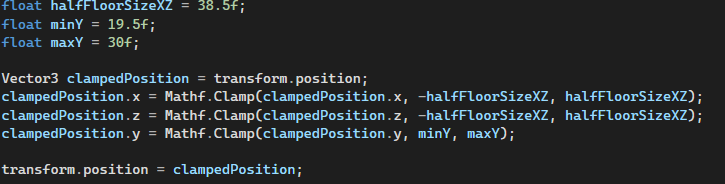 float halfFloorSizeXZ = 38.5f;
float minY = 19.5f;
float maxY = 30f;
Vector3 clampedPosition = transform.position;
clampedPosition.x = Mathf.Clamp(clampedPosition.x, -halfFloorSizeXZ, halfFloorSizeXZ);
clampedPosition.z = Mathf.Clamp(clampedPosition.z, -halfFloorSizeXZ, halfFloorSizeXZ);
clampedPosition.y = Mathf.Clamp(clampedPosition.y, minY, maxY);
transform.position = clampedPosition;